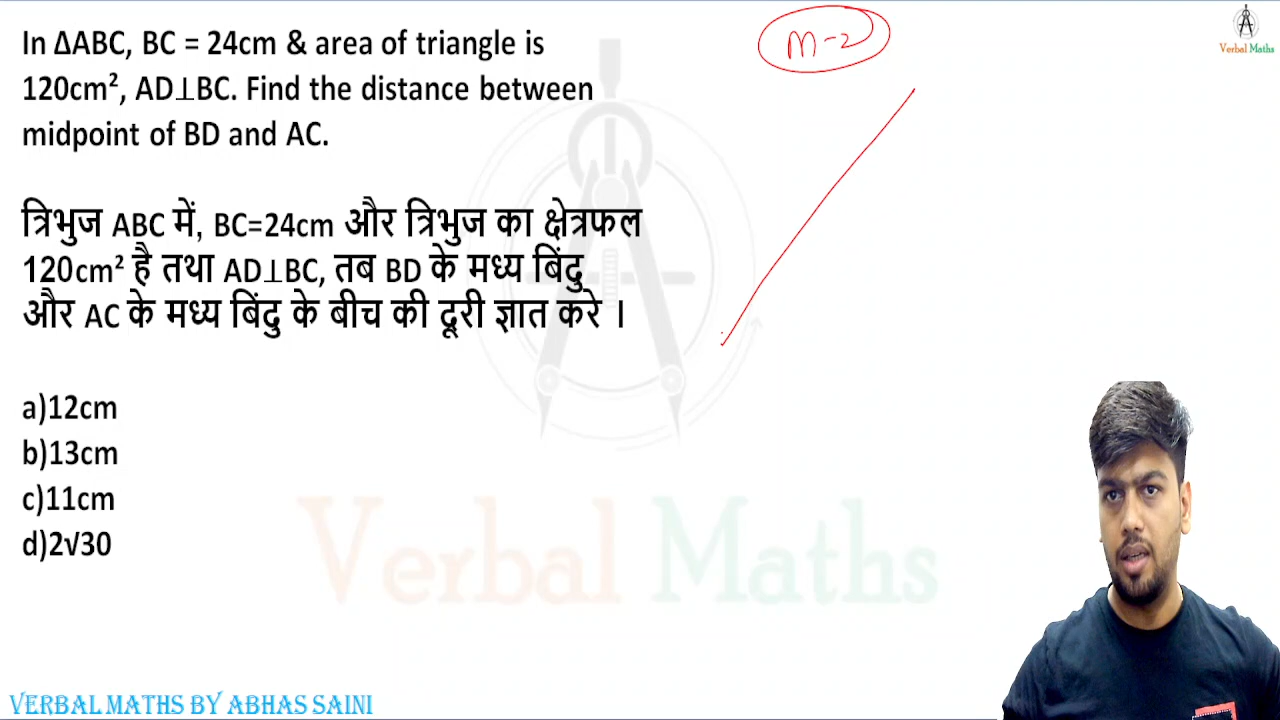 In ΔABC, BC = 24cm & area of triangle is
120cm², AD⊥BC. Find the distance between
midpoint of BD and AC.
त्रिभुज ABC में, BC=24cm और त्रिभुज का क्षेत्रफल
120cm² है तथा AD⊥BC, तब BD के मध्य बिंदु
और AC के मध्य बिंदु के बीच की दूरी ज्ञात करे ।
a)12cm
b)13cm
c)11cm
d)2√30
M-2
Verbal Maths
Verbal Maths
VERBAL MATHS BY ABHAS SAINI